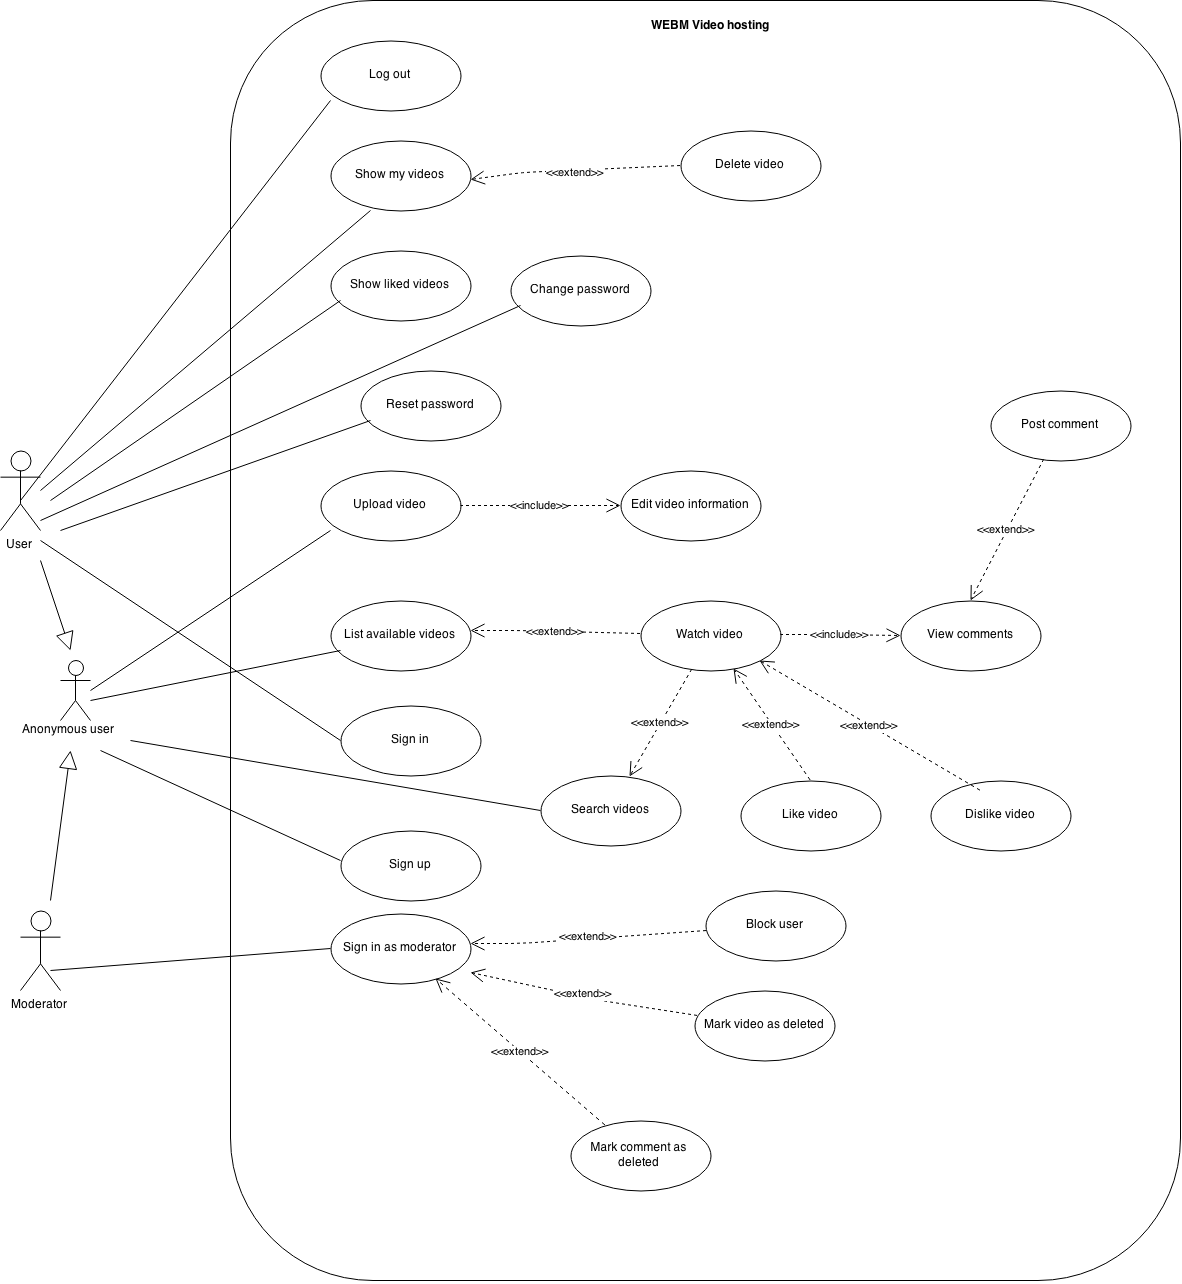 WEBM Video hosting
Log out
Show my videos
<<extend>>
Delete video
Show liked videos
Change password
Reset password
Post comment
User
Upload video
<<include>>
Edit video information
<<extend>>
List available videos
<<extend>>
Watch video
<<include>>
View comments
Anonymous user
Sign in
<<extend>>
<<extend>>
<<extend>>
Search videos
Like video
Dislike video
Sign up
Moderator
Sign in as moderator
<<extend>>
Block user
<<extend>>
Mark video as deleted
<<extend>>
Mark comment as
deleted